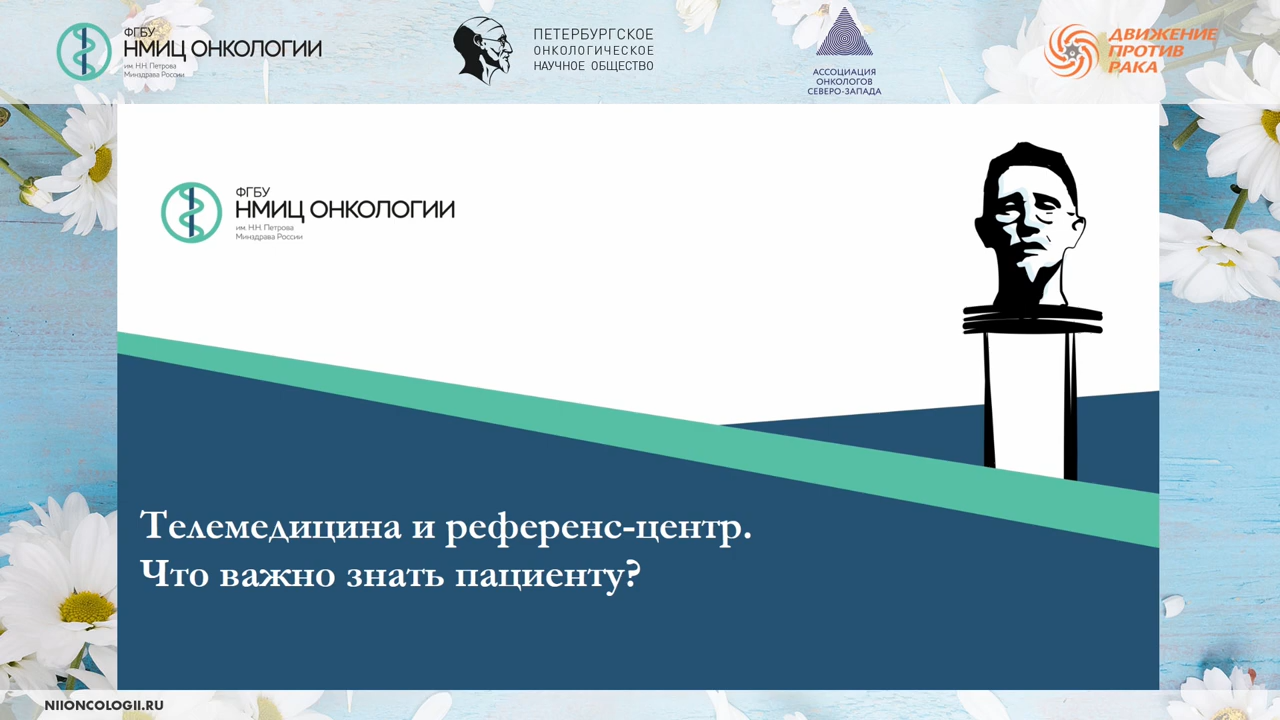 ФГБУ
НМИЦ ОНКОЛОГИИ
им. Н.Н. Петрова
Минздрава России
ПЕТЕРБУРГСКОЕ
ОНКОЛОГИЧЕСКОЕ
НАУЧНОЕ ОБЩЕСТВО
АССОЦИАЦИЯ
ОНКОЛОГОВ
СЕВЕРО-ЗАПАДА
ДВИЖЕНИЕ
ПРОТИВ
РАКА
ФГБУ
НМИЦ ОНКОЛОГИИ
им. Н.Н. Петрова
Минздрава России
Телемедицина и референс-центр.
Что важно знать пациенту?
NIIONCOLOGII.RU